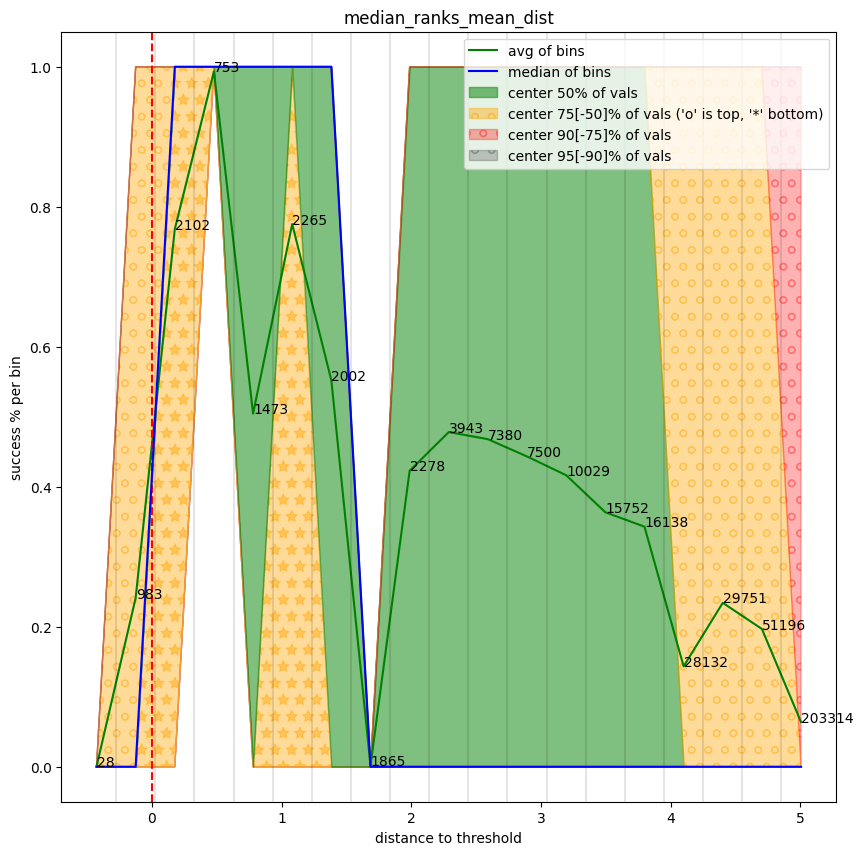 median_ranks_mean_dist
avg of bins
median of bins
center 50% of vals
center 75[-50]% of vals ('o' is top, '*' bottom)
center 90[-75]% of vals
center 95[-90]% of vals
success % per bin
1.0
0.8
0.6
0.4
0.2
0.0
28
983
2102
753
1473
2265
2002
1865
2278
3943
7380
7500
10029
15752
16138
28132
29751
51196
203314
0 1 2 3 4 5
distance to threshold